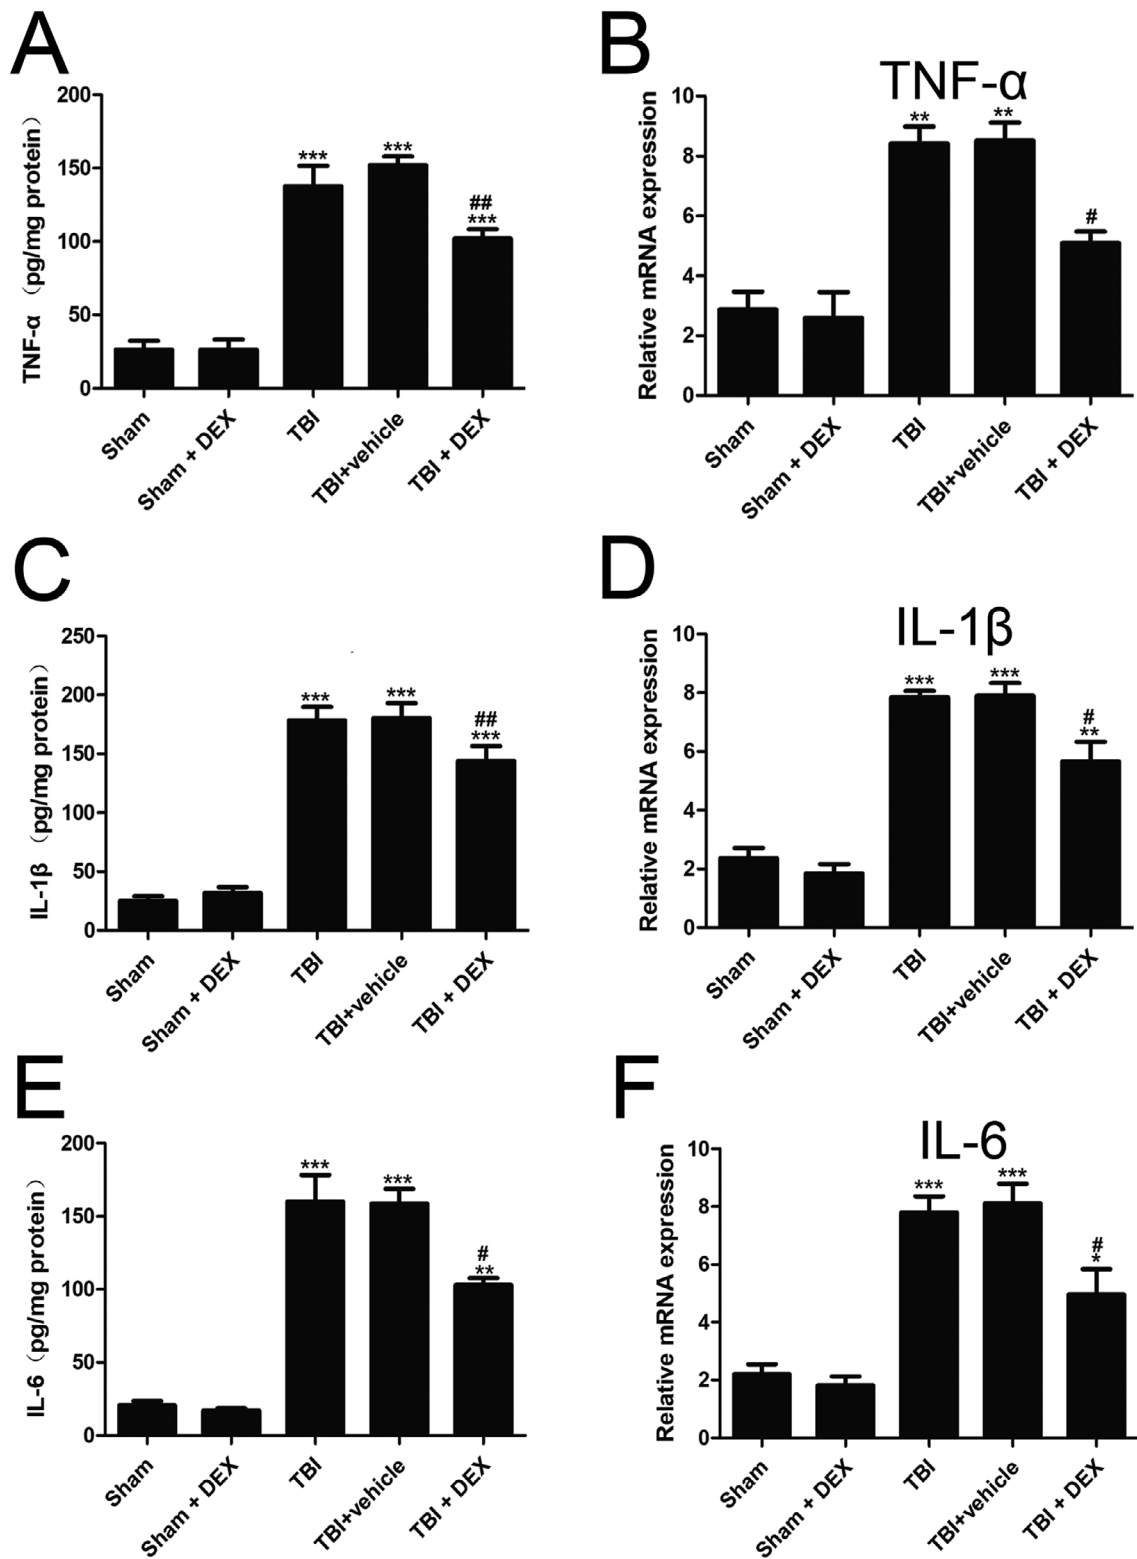 A
TNF-α（pg/mg protein）
200
150
100
50
0
***
***
##
***
Sham
Sham + DEX
TBI
TBI+vehicle
TBI + DEX
B
TNF-α
Relative mRNA expression
10
8
6
4
2
0
**
**
#
Sham
Sham + DEX
TBI
TBI+vehicle
TBI + DEX
C
IL-1β（pg/mg protein）
250
200
150
100
50
0
***
***
##
***
Sham
Sham + DEX
TBI
TBI+vehicle
TBI + DEX
D
IL-1β
Relative mRNA expression
10
8
6
4
2
0
***
***
#
**
Sham
Sham + DEX
TBI
TBI+vehicle
TBI + DEX
E
IL-6（pg/mg protein）
200
150
100
50
0
***
***
#
**
Sham
Sham + DEX
TBI
TBI+vehicle
TBI + DEX
F
IL-6
Relative mRNA expression
10
8
6
4
2
0
***
***
#
*
Sham
Sham + DEX
TBI
TBI+vehicle
TBI + DEX